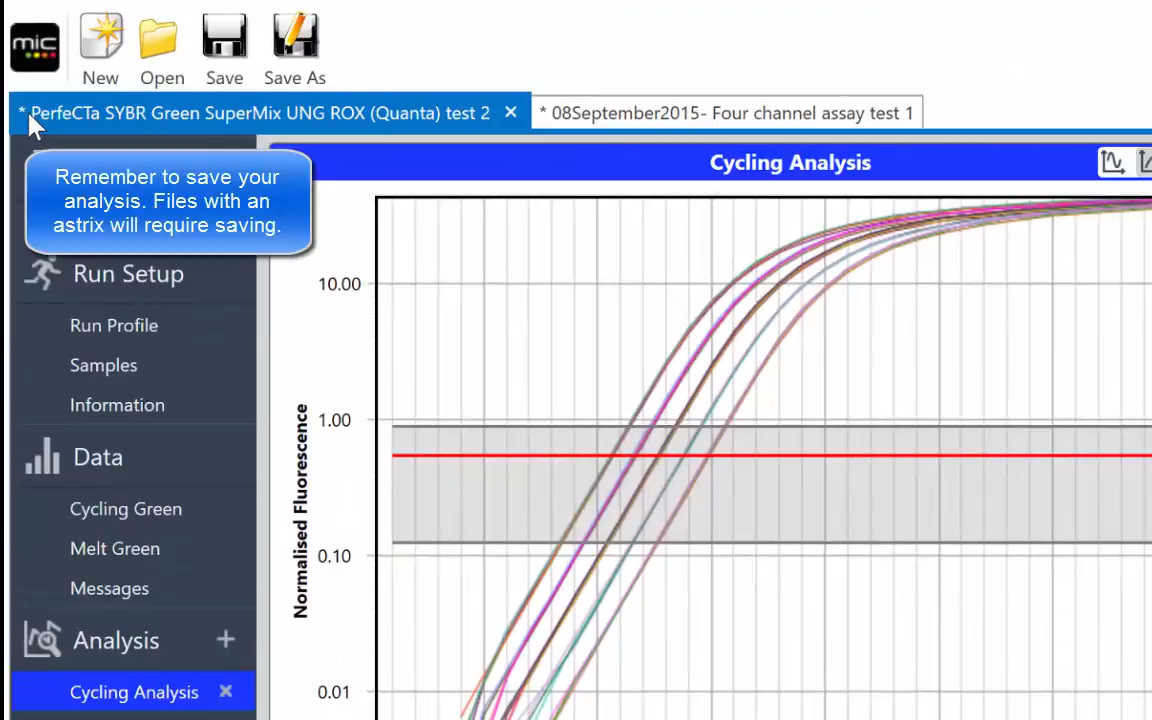 mic
New Open Save Save As
* PerfeCTa SYBR Green SuperMix UNG ROX (Quanta) test 2
* 08September2015- Four channel assay test 1
Remember to save your
analysis. Files with an
astrix will require saving.
Run Setup
Run Profile
Samples
Information
Data
Cycling Green
Melt Green
Messages
Analysis
Cycling Analysis
Cycling Analysis
Normalised Fluorescence
10.00
1.00
0.10
0.01